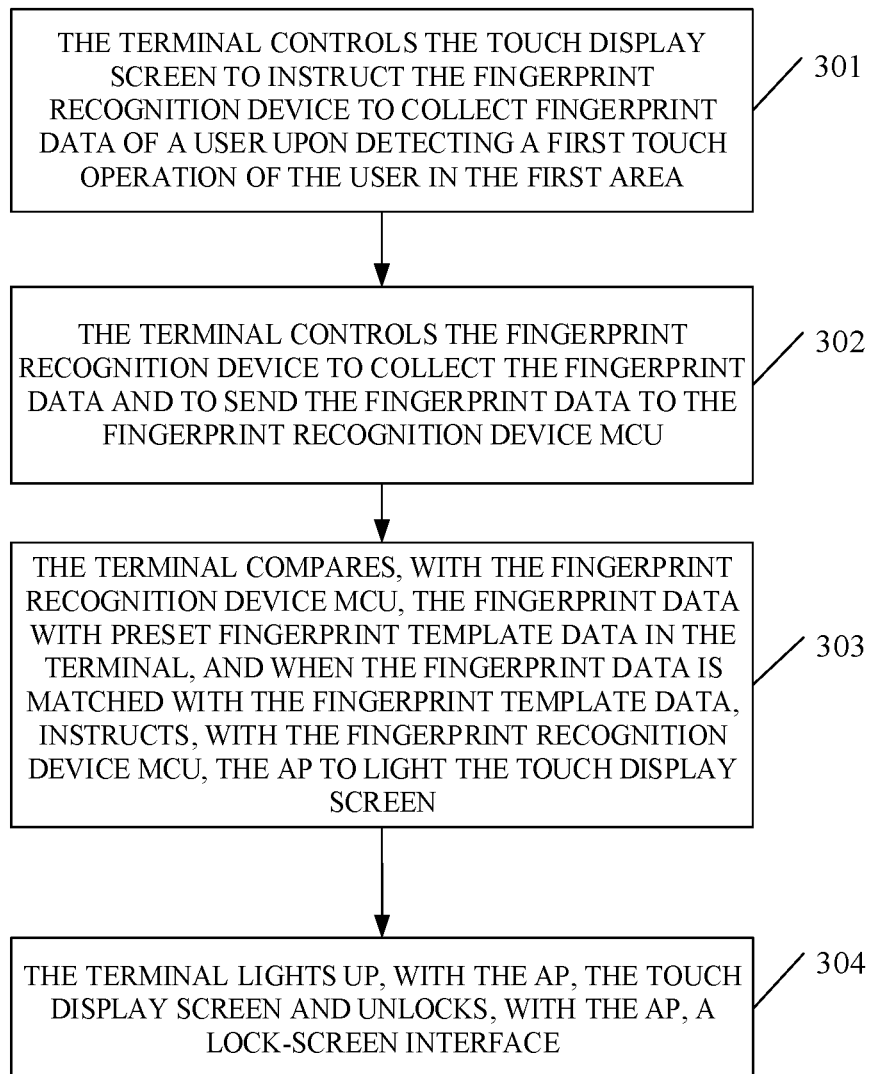 THE TERMINAL CONTROLS THE TOUCH DISPLAY
SCREEN TO INSTRUCT THE FINGERPRINT
RECOGNITION DEVICE TO COLLECT FINGERPRINT
DATA OF A USER UPON DETECTING A FIRST TOUCH
OPERATION OF THE USER IN THE FIRST AREA
301
THE TERMINAL CONTROLS THE FINGERPRINT
RECOGNITION DEVICE TO COLLECT THE FINGERPRINT
DATA AND TO SEND THE FINGERPRINT DATA TO THE
FINGERPRINT RECOGNITION DEVICE MCU
302
THE TERMINAL COMPARES, WITH THE FINGERPRINT
RECOGNITION DEVICE MCU, THE FINGERPRINT DATA
WITH PRESET FINGERPRINT TEMPLATE DATA IN THE
TERMINAL, AND WHEN THE FINGERPRINT DATA IS
MATCHED WITH THE FINGERPRINT TEMPLATE DATA,
INSTRUCTS, WITH THE FINGERPRINT RECOGNITION
DEVICE MCU, THE AP TO LIGHT THE TOUCH DISPLAY
SCREEN
303
THE TERMINAL LIGHTS UP, WITH THE AP, THE TOUCH
DISPLAY SCREEN AND UNLOCKS, WITH THE AP, A
LOCK-SCREEN INTERFACE
304